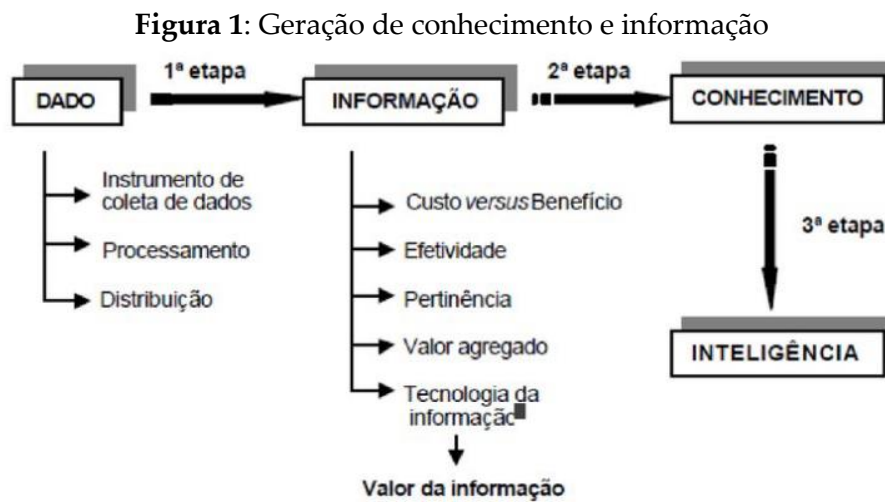 Figura 1: Geração de conhecimento e informação
1ª etapa
2ª etapa
DADO
INFORMAÇÃO
CONHECIMENTO
Instrumento de
coleta de dados
Processamento
Distribuição
Custo versus Benefício
Efetividade
Pertinência
Valor agregado
Tecnologia da
informação
Valor da informação
3ª etapa
INTELIGÊNCIA